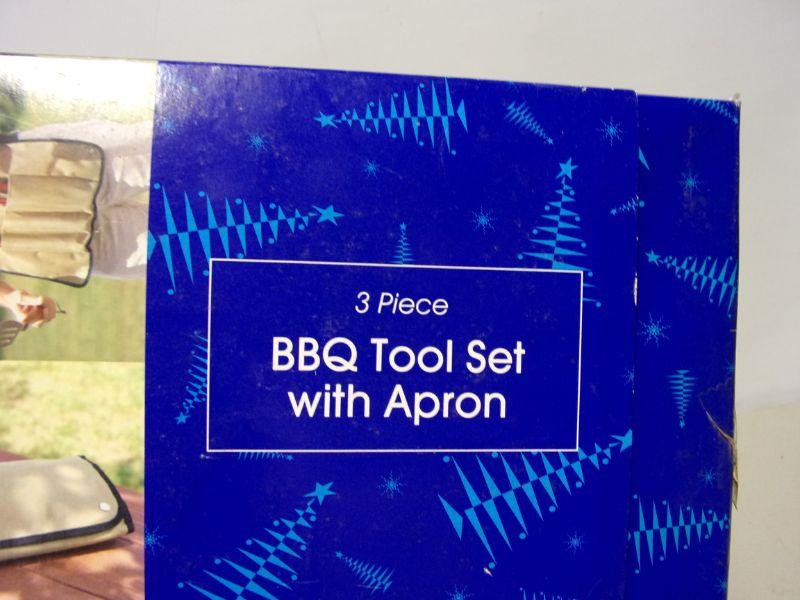 3 Piece
BBQ Tool Set
with Apron